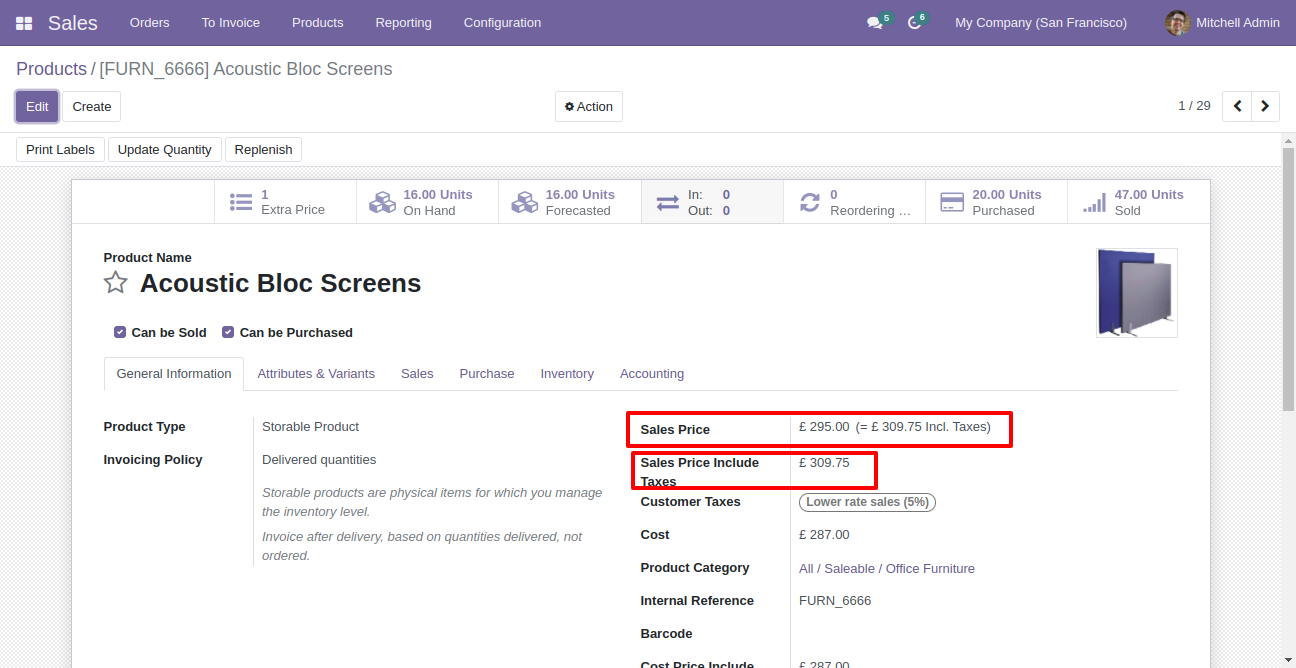 Sales Orders To Invoice Products Reporting Configuration 5 6 My Company (San Francisco) Mitchell Admin
Products / [FURN_6666] Acoustic Bloc Screens
Edit Create Action 1 / 29
Print Labels Update Quantity Replenish
1 Extra Price
16.00 Units On Hand
16.00 Units Forecasted
In: 0
Out: 0
0 Reordering ...
20.00 Units Purchased
47.00 Units Sold
Product Name
Acoustic Bloc Screens
Can be Sold Can be Purchased
General Information Attributes & Variants Sales Purchase Inventory Accounting
Product Type Storable Product
Invoicing Policy Delivered quantities
Storable products are physical items for which you manage
the inventory level.
Invoice after delivery, based on quantities delivered, not
ordered.
Sales Price £ 295.00 (= £ 309.75 Incl. Taxes)
Sales Price Include £ 309.75
Taxes
Customer Taxes Lower rate sales (5%)
Cost £ 287.00
Product Category All / Saleable / Office Furniture
Internal Reference FURN_6666
Barcode
Cost Price Include £ 287.00